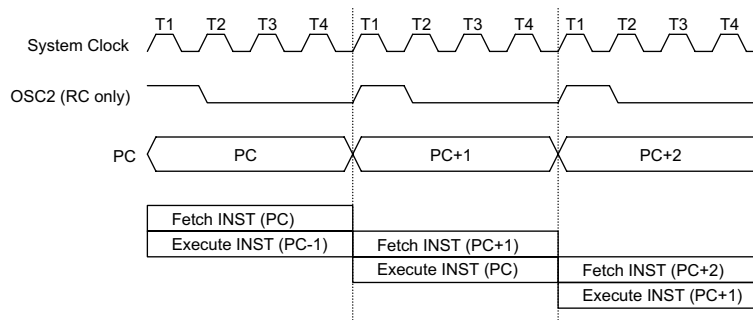 T1 T2 T3 T4 T1 T2 T3 T4 T1 T2 T3 T4
System Clock
OSC2 (RC only)
PC PC PC+1 PC+2
Fetch INST (PC)
Execute INST (PC-1) Fetch INST (PC+1)
Execute INST (PC) Fetch INST (PC+2)
Execute INST (PC+1)